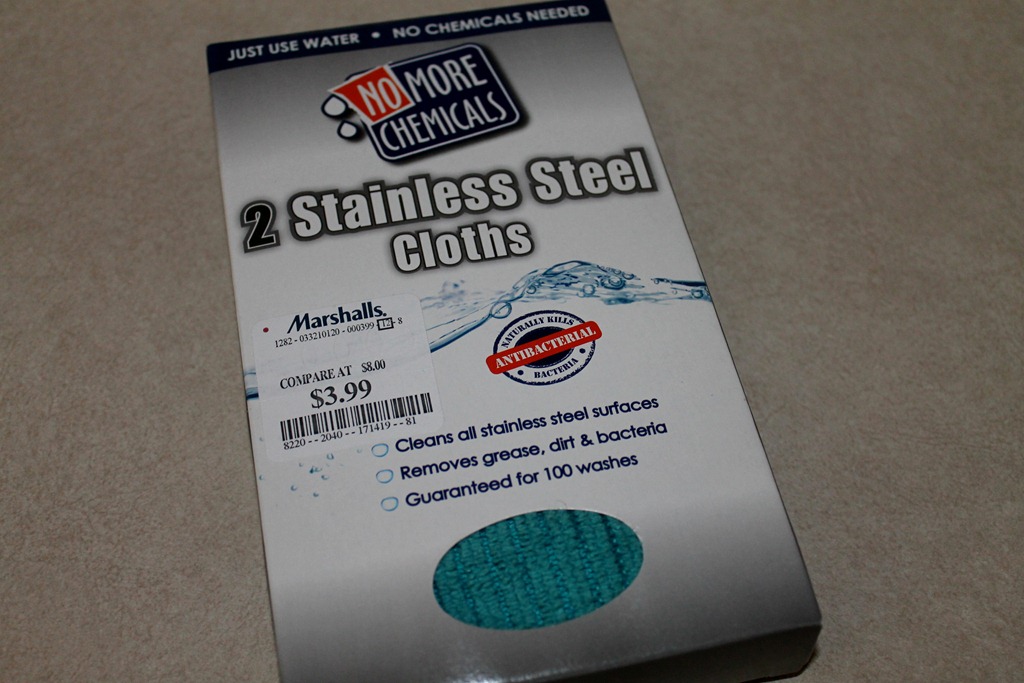 JUST USE WATER • NO CHEMICALS NEEDED
NO MORE
CHEMICALS
2 Stainless Steel
Cloths
Marshalls.
1282 - 033210120 - 000399 - 12 - 8
COMPARE AT $8.00
$3.99
8220 - - 2040 - - 171419 - - 81
NATURALLY KILLS
ANTIBACTERIAL
• BACTERIA •
Cleans all stainless steel surfaces
Removes grease, dirt & bacteria
Guaranteed for 100 washes